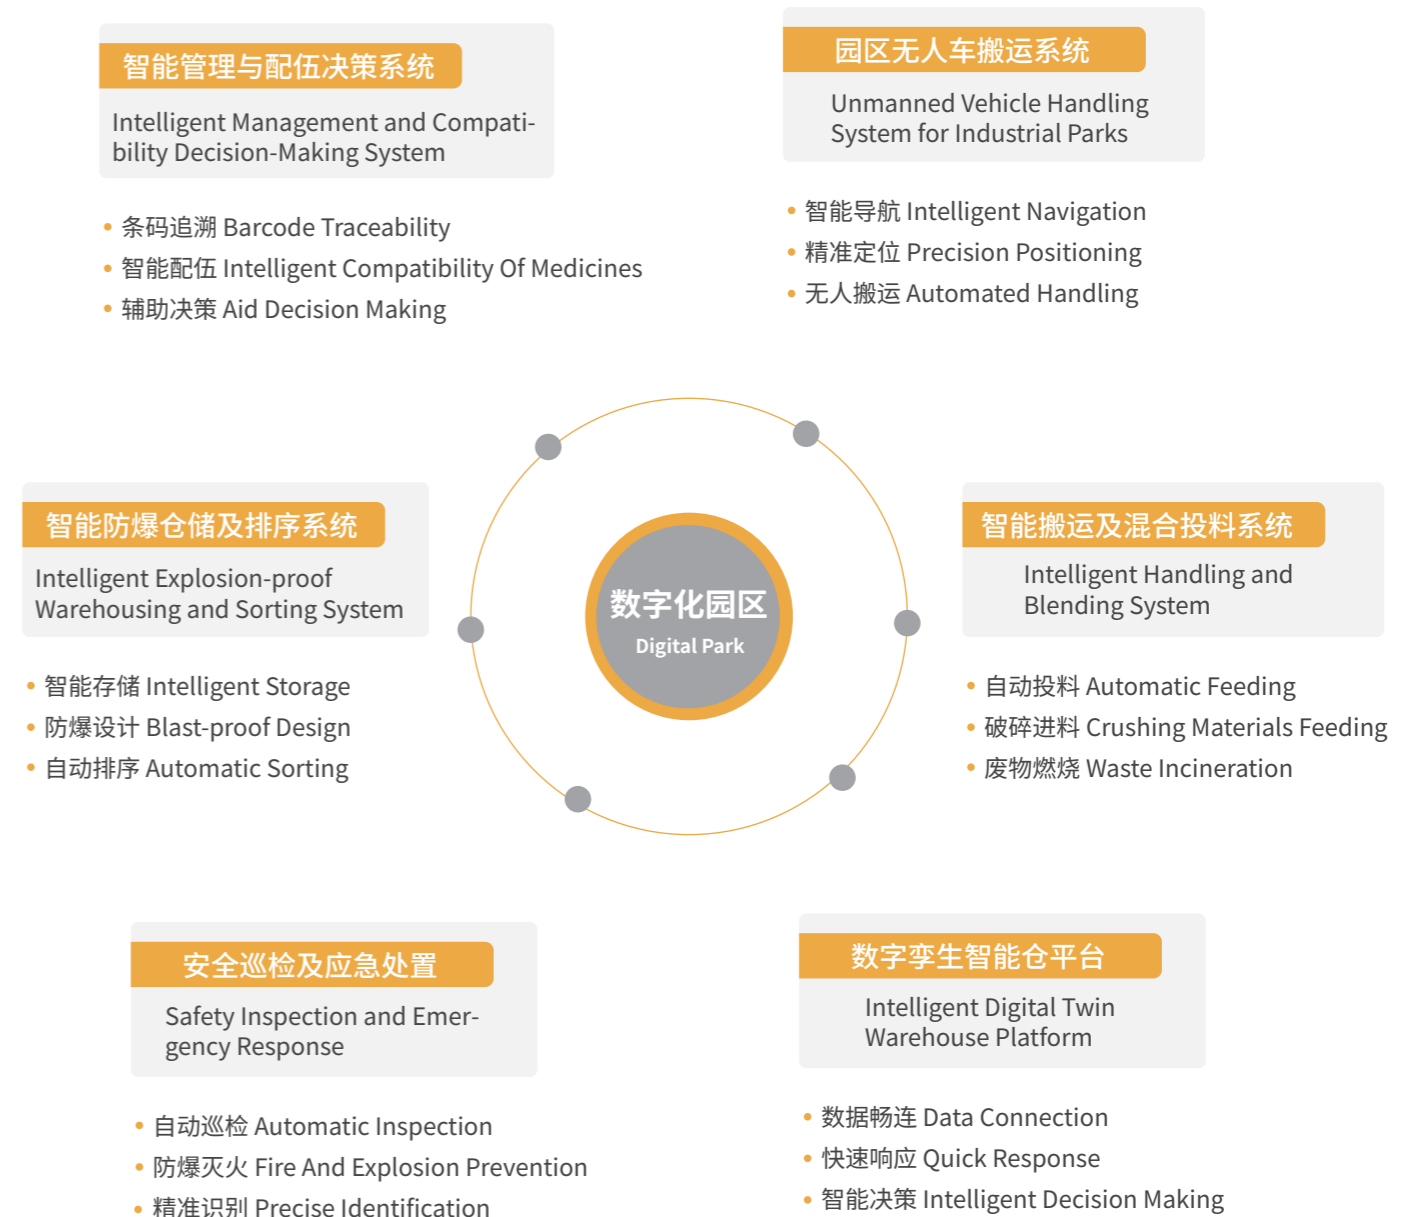 智能管理与配伍决策系统
Intelligent Management and Compati-
bility Decision-Making System
条码追溯 Barcode Traceability
智能配伍 Intelligent Compatibility Of Medicines
辅助决策 Aid Decision Making
园区无人车搬运系统
Unmanned Vehicle Handling
System for Industrial Parks
智能导航 Intelligent Navigation
精准定位 Precision Positioning
无人搬运 Automated Handling
智能防爆仓储及排序系统
Intelligent Explosion-proof
Warehousing and Sorting System
智能存储 Intelligent Storage
防爆设计 Blast-proof Design
自动排序 Automatic Sorting
数字化园区
Digital Park
智能搬运及混合投料系统
Intelligent Handling and
Blending System
自动投料 Automatic Feeding
破碎进料 Crushing Materials Feeding
废物燃烧 Waste Incineration
安全巡检及应急处置
Safety Inspection and Emer-
gency Response
自动巡检 Automatic Inspection
防爆灭火 Fire And Explosion Prevention
精准识别 Precise Identification
数字孪生智能仓平台
Intelligent Digital Twin
Warehouse Platform
数据畅连 Data Connection
快速响应 Quick Response
智能决策 Intelligent Decision Making